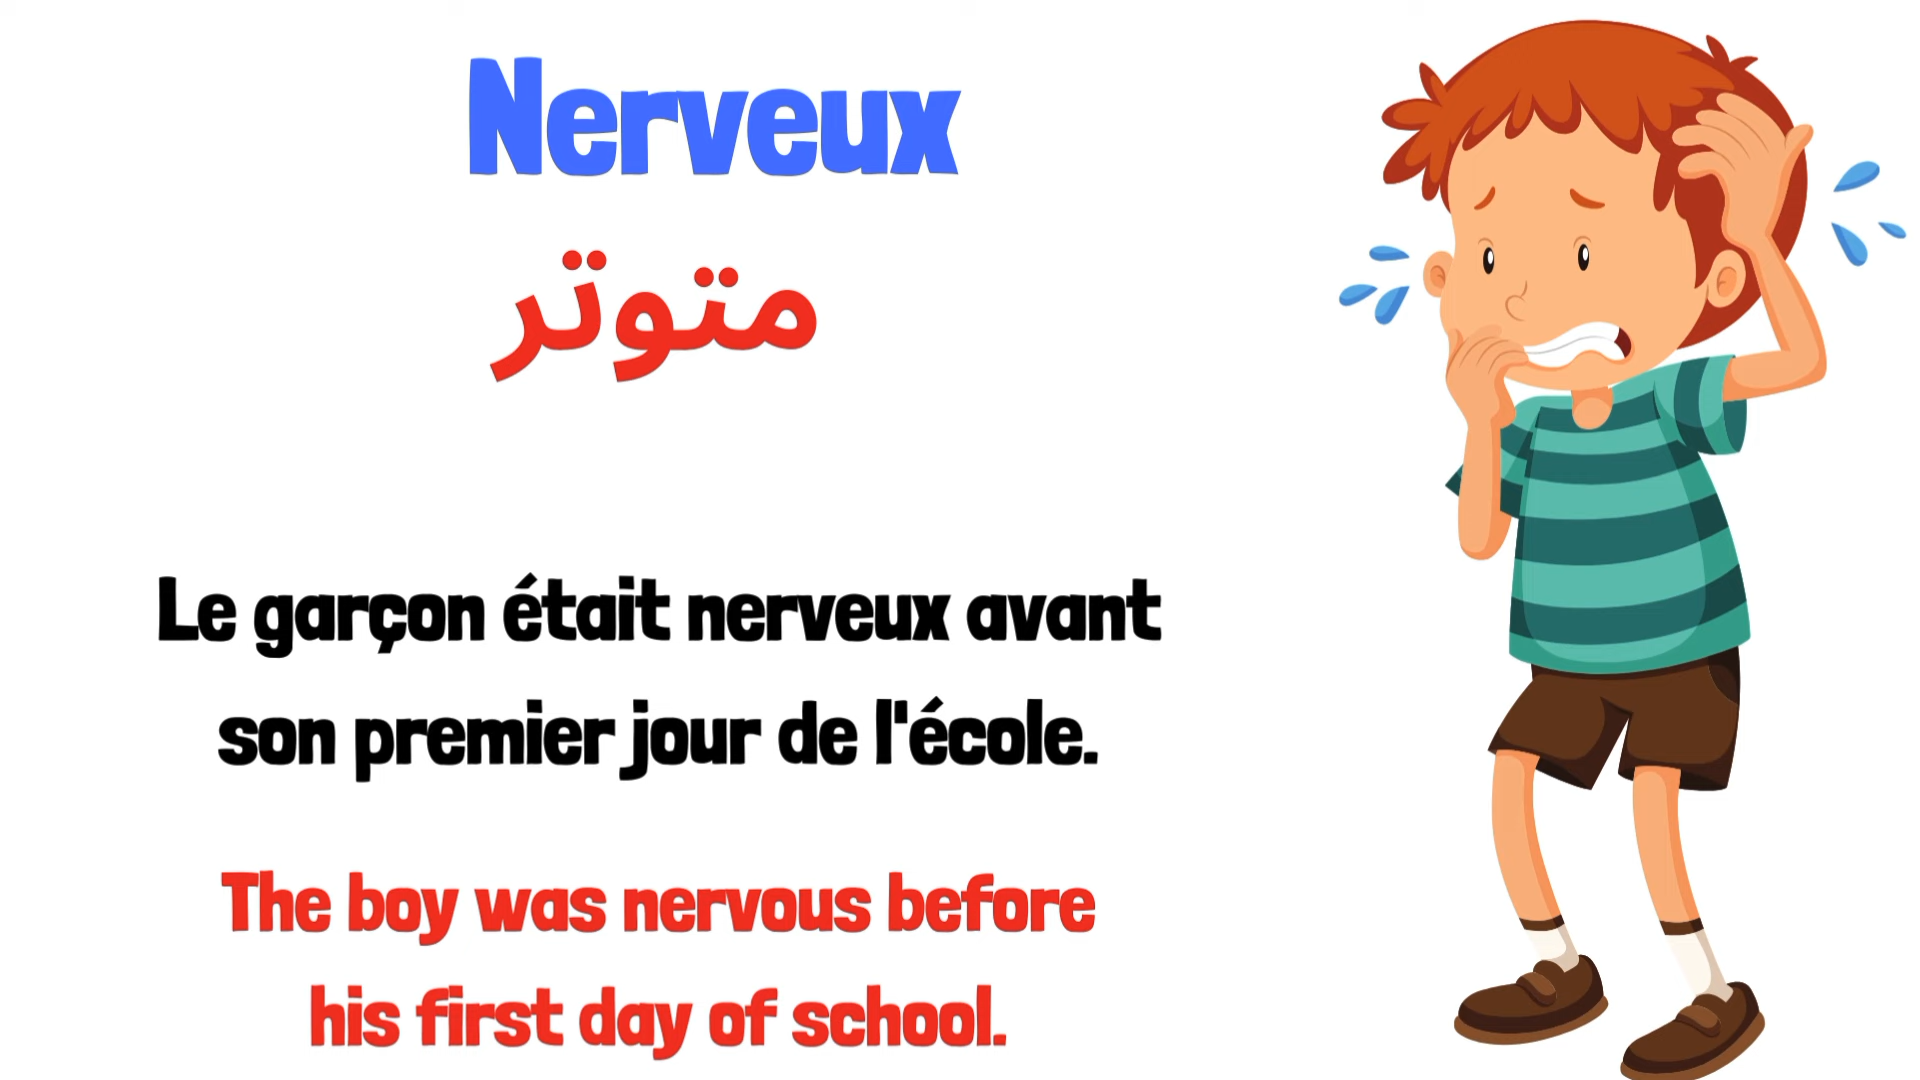 Nerveux
متوتر
Le garçon était nerveux avant
son premier jour de l'école.
The boy was nervous before
his first day of school.